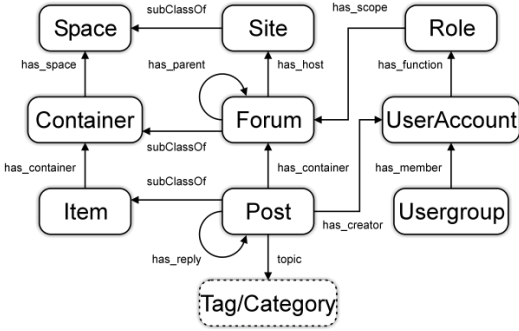 subClassOf
has_scope
Space
Site
Role
has_space
has_parent
has_host
has_function
Container
Forum
UserAccount
subClassOf
has_container
subClassOf
has_container
has_member
Item
Post
Usergroup
has_creator
has_reply
topic
Tag/Category